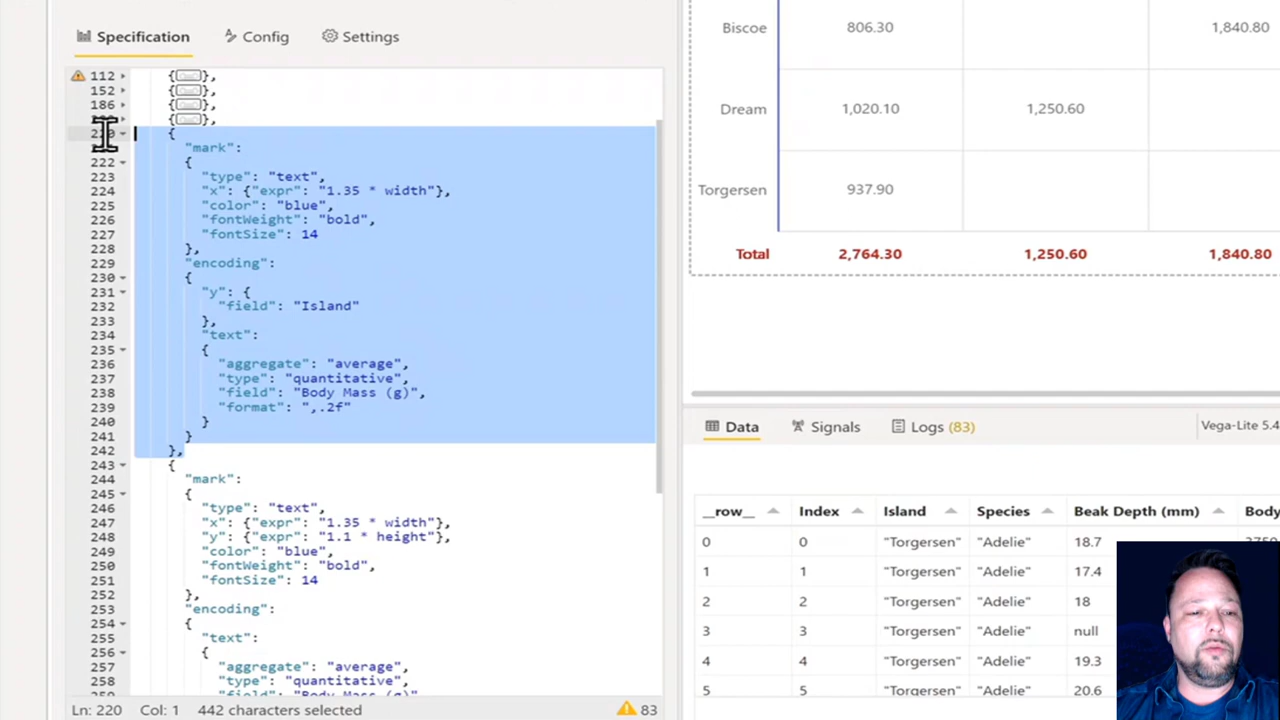 Specification
Config
Settings
112 {...},
152 {...},
186 {...},
{...},
{
"mark":
222 {
223 "type": "text",
224 "x": {"expr": "1.35 * width"},
225 "color": "blue",
226 "fontWeight": "bold",
227 "fontSize": 14
228 },
229 "encoding":
230 {
231 "y": {
232 "field": "Island"
233 },
234 "text":
235 {
236 "aggregate": "average",
237 "type": "quantitative",
238 "field": "Body Mass (g)",
239 "format": ",.2f"
240 }
241 }
242 },
243 {
244 "mark":
245 {
246 "type": "text",
247 "x": {"expr": "1.35 * width"},
248 "y": {"expr": "1.1 * height"},
249 "color": "blue",
250 "fontWeight": "bold",
251 "fontSize": 14
252 },
253 "encoding":
254 {
255 "text":
256 {
257 "aggregate": "average",
258 "type": "quantitative",
"field": "Body Mass (g)",
Ln: 220 Col: 1 442 characters selected 83
Biscoe 806.30 1,840.80
Dream 1,020.10 1,250.60
Torgersen 937.90
Total 2,764.30 1,250.60 1,840.80
Data Signals Logs (83) Vega-Lite 5.4
__row__ Index Island Species Beak Depth (mm) Body
0 0 "Torgersen" "Adelie" 18.7
1 1 "Torgersen" "Adelie" 17.4
2 2 "Torgersen" "Adelie" 18
3 3 "Torgersen" "Adelie" null
4 4 "Torgersen" "Adelie" 19.3
5 5 "Torgersen" "Adelie" 20.6